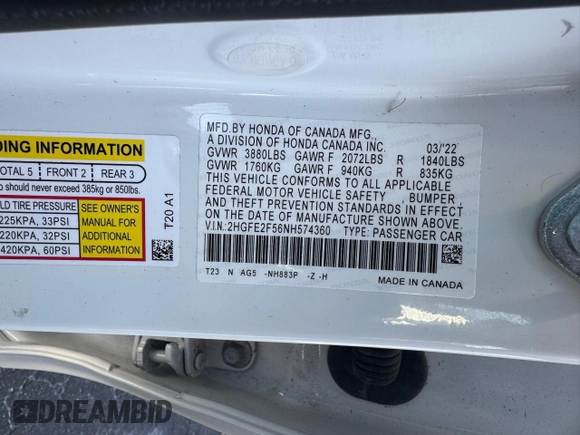 DING INFORMATION
OTAL 5 FRONT 2 REAR 3
o should never exceed 385kg or 850lbs.
LD TIRE PRESSURE
225KPA, 33PSI
220KPA, 32PSI
420KPA, 60PSI
SEE OWNER'S
MANUAL FOR
ADDITIONAL
INFORMATION
T20 A1
MFD.BY HONDA OF CANADA MFG.,
A DIVISION OF HONDA CANADA INC. 03/'22
GVWR 3880LBS GAWR F 2072LBS R 1840LBS
GVWR 1760KG GAWR F 940KG R 835KG
THIS VEHICLE CONFORMS TO ALL APPLICABLE
FEDERAL MOTOR VEHICLE SAFETY, BUMPER,
AND THEFT PREVENTION STANDARDS IN EFFECT ON
THE DATE OF MANUFACTURE SHOWN ABOVE.
V.I.N:2HGFE2F56NH574360 TYPE: PASSENGER CAR
T23 N AG5 -NH883P -Z -H
MADE IN CANADA
DREAMBID